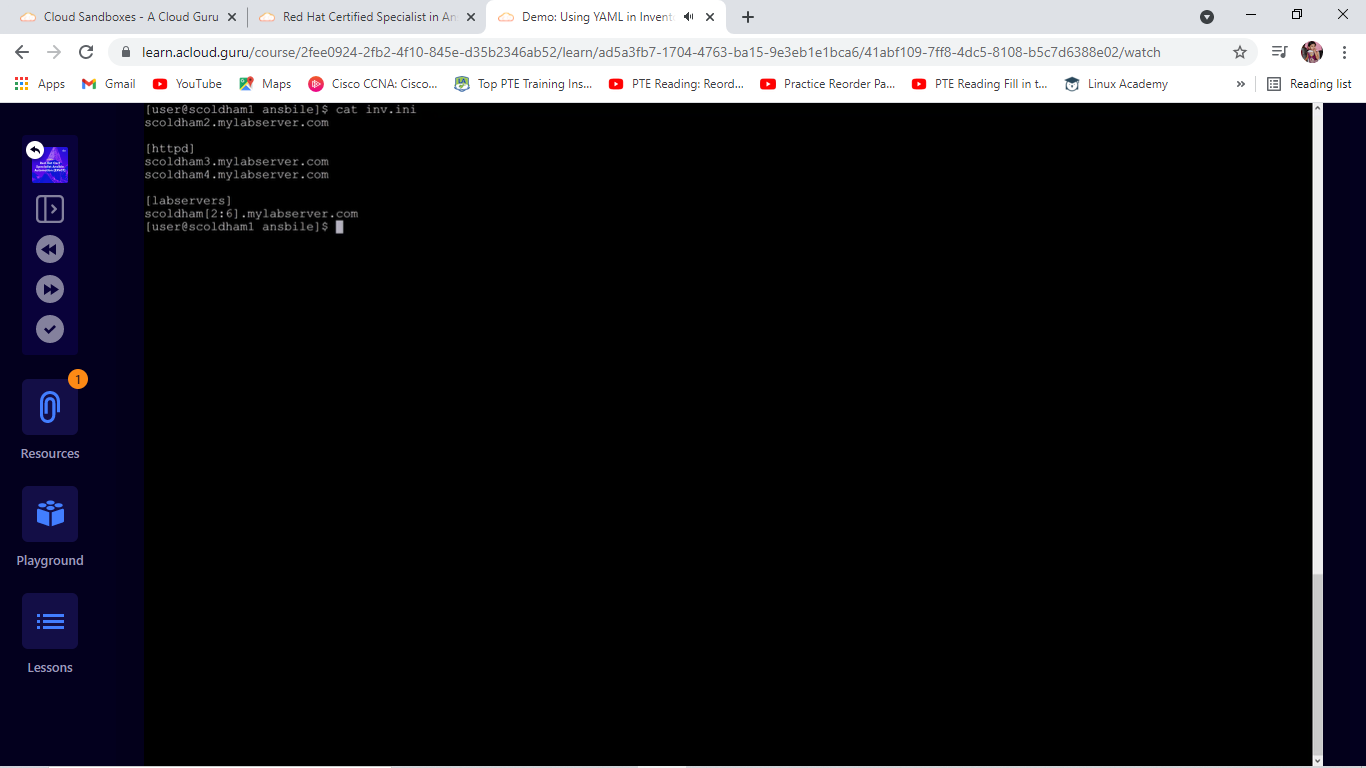 Cloud Sandboxes - A Cloud Guru
Red Hat Certified Specialist in An
Demo: Using YAML in Invent
learn.acloud.guru/course/2fee0924-2fb2-4f10-845e-d35b2346ab52/learn/ad5a3fb7-1704-4763-ba15-9e3eb1e1bca6/41abf109-7ff8-4dc5-8108-b5c7d6388e02/watch
Apps
Gmail
YouTube
Maps
Cisco CCNA: Cisco...
Top PTE Training Ins...
PTE Reading: Reord...
Practice Reorder Pa...
PTE Reading Fill in t...
Linux Academy
»
Reading list
[user@scoldham1 ansbile]$ cat inv.ini
scoldham2.mylabserver.com
[httpd]
scoldham3.mylabserver.com
scoldham4.mylabserver.com
[labservers]
scoldham[2:6].mylabserver.com
[user@scoldham1 ansbile]$
1
Resources
Playground
Lessons